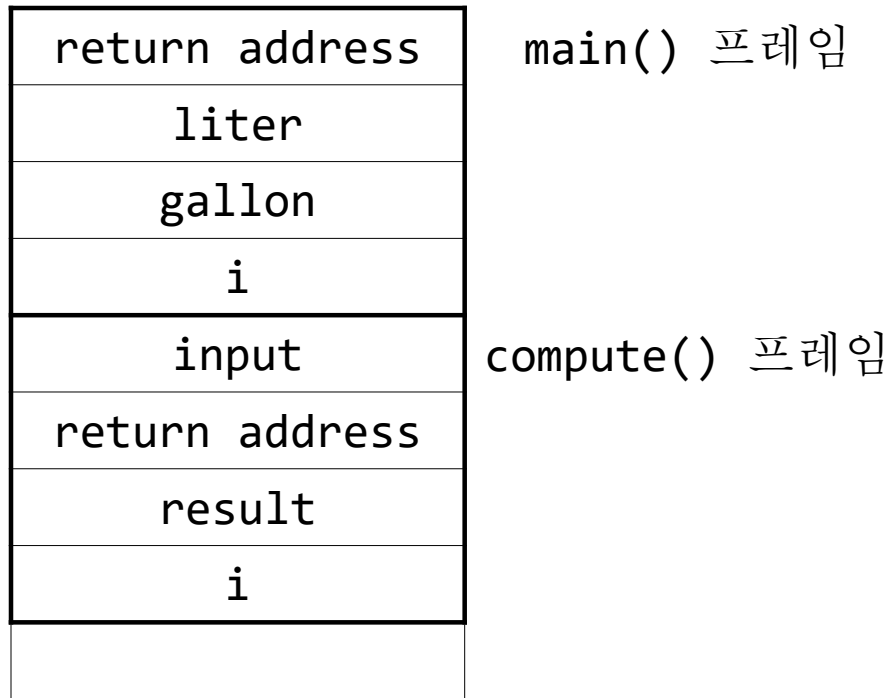 return address main() 프레임
liter
gallon
i
input compute() 프레임
return address
result
i